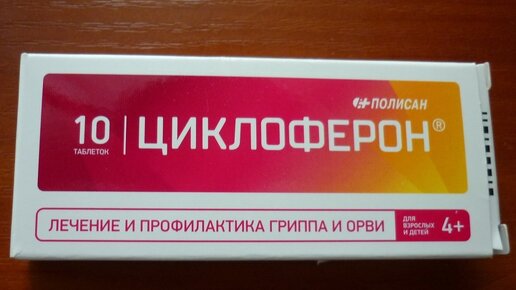 ПОЛИСАН
10 ТАБЛЕТОК
ЦИКЛОФЕРОН®
ЛЕЧЕНИЕ И ПРОФИЛАКТИКА ГРИППА И ОРВИ
ДЛЯ
ВЗРОСЛЫХ
И ДЕТЕЙ
4+